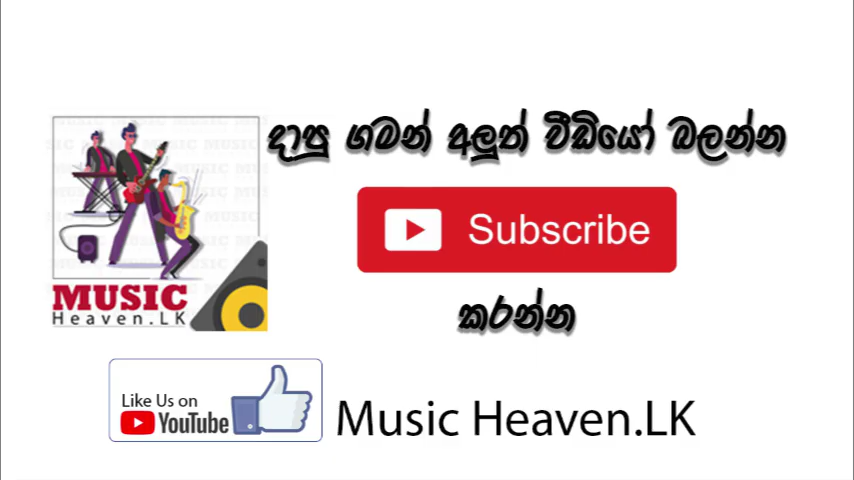 දාපු ගමන් අලුත් වීඩියෝ බලන්න
Subscribe
කරන්න
MUSIC
Heaven.LK
Like Us on
YouTube
Music Heaven.LK